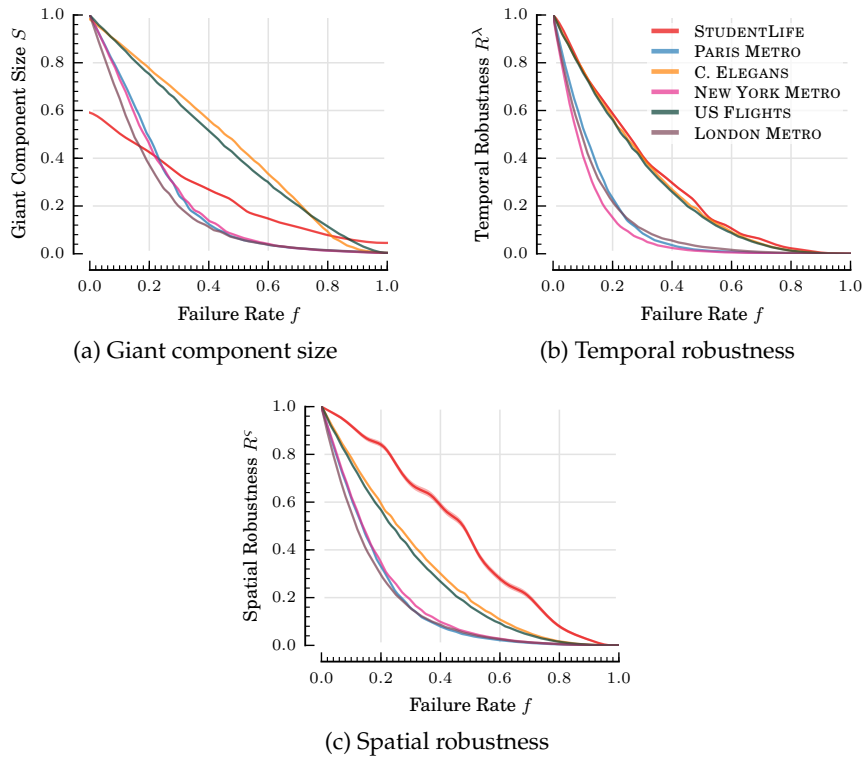 Giant Component Size S
1.0
0.8
0.6
0.4
0.2
0.0
0.0 0.2 0.4 0.6 0.8 1.0
Failure Rate f
(a) Giant component size
Temporal Robustness R^λ
1.0
0.8
0.6
0.4
0.2
0.0
0.0 0.2 0.4 0.6 0.8 1.0
Failure Rate f
STUDENTLIFE
PARIS METRO
C. ELEGANS
NEW YORK METRO
US FLIGHTS
LONDON METRO
(b) Temporal robustness
Spatial Robustness R^ς
1.0
0.8
0.6
0.4
0.2
0.0
0.0 0.2 0.4 0.6 0.8 1.0
Failure Rate f
(c) Spatial robustness